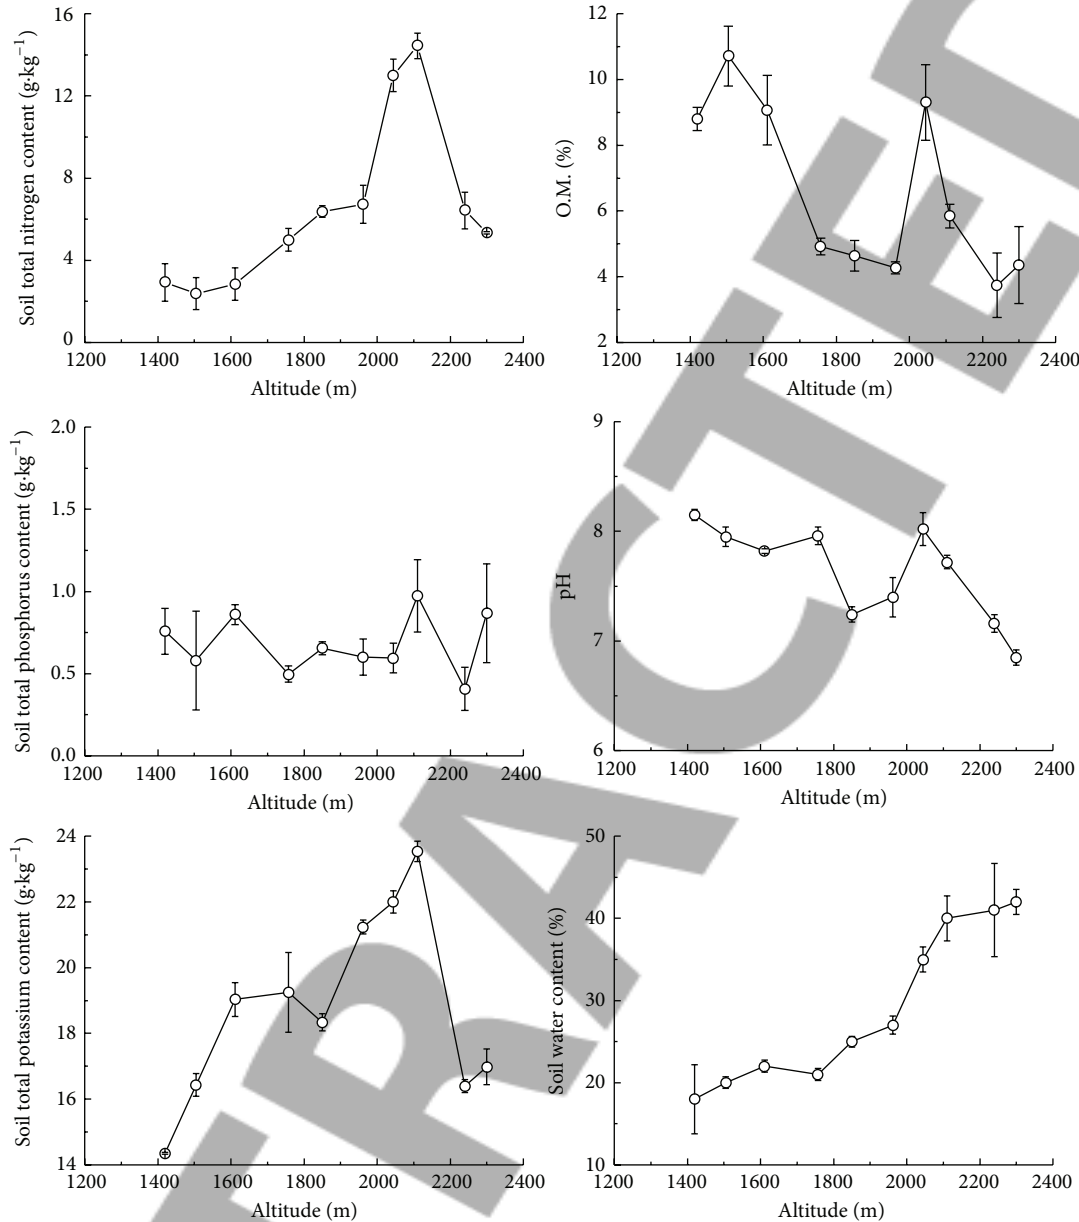 16
12
8
4
0
1200 1400 1600 1800 2000 2200 2400
Altitude (m)
Soil total nitrogen content (g·kg⁻¹)
12
10
8
6
4
2
1200 1400 1600 1800 2000 2200 2400
Altitude (m)
O.M. (%)
2.0
1.5
1.0
0.5
0.0
1200 1400 1600 1800 2000 2200 2400
Altitude (m)
Soil total phosphorus content (g·kg⁻¹)
9
8
7
6
1200 1400 1600 1800 2000 2200 2400
Altitude (m)
pH
24
22
20
18
16
14
1200 1400 1600 1800 2000 2200 2400
Altitude (m)
Soil total potassium content (g·kg⁻¹)
50
40
30
20
10
1200 1400 1600 1800 2000 2200 2400
Altitude (m)
Soil water content (%)
TRACTED